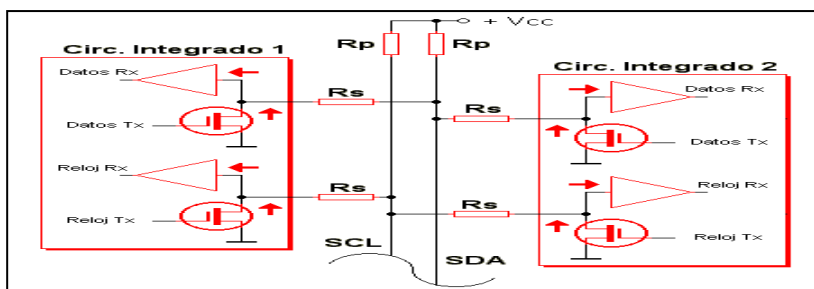 + Vcc
Rp
Rp
Circ. Integrado 1
Datos Rx
Datos Tx
Reloj Rx
Reloj Tx
Rs
Rs
Rs
Rs
SCL
SDA
Circ. Integrado 2
Datos Rx
Datos Tx
Reloj Rx
Reloj Tx